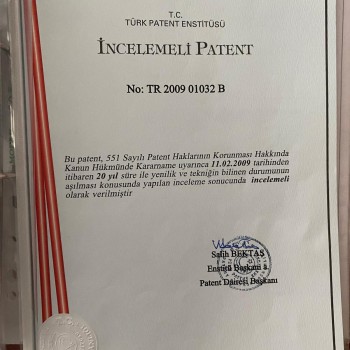 T.C.
TÜRK PATENT ENSTİTÜSÜ
İNCELEMELİ PATENT
No: TR 2009 01032 B
Bu patent, 551 Sayılı Patent Haklarının Korunması Hakkında
Kanun Hükmünde Kararname uyarınca 11.02.2009 tarihinden
itibaren 20 yıl süre ile yenilik ve tekniğin bilinen durumunun
aşılması konusunda yapılan inceleme sonucunda incelemeli
olarak verilmiştir
Salih BEKTAŞ
Enstitü Başkanı a.
Patent Dairesi Başkanı